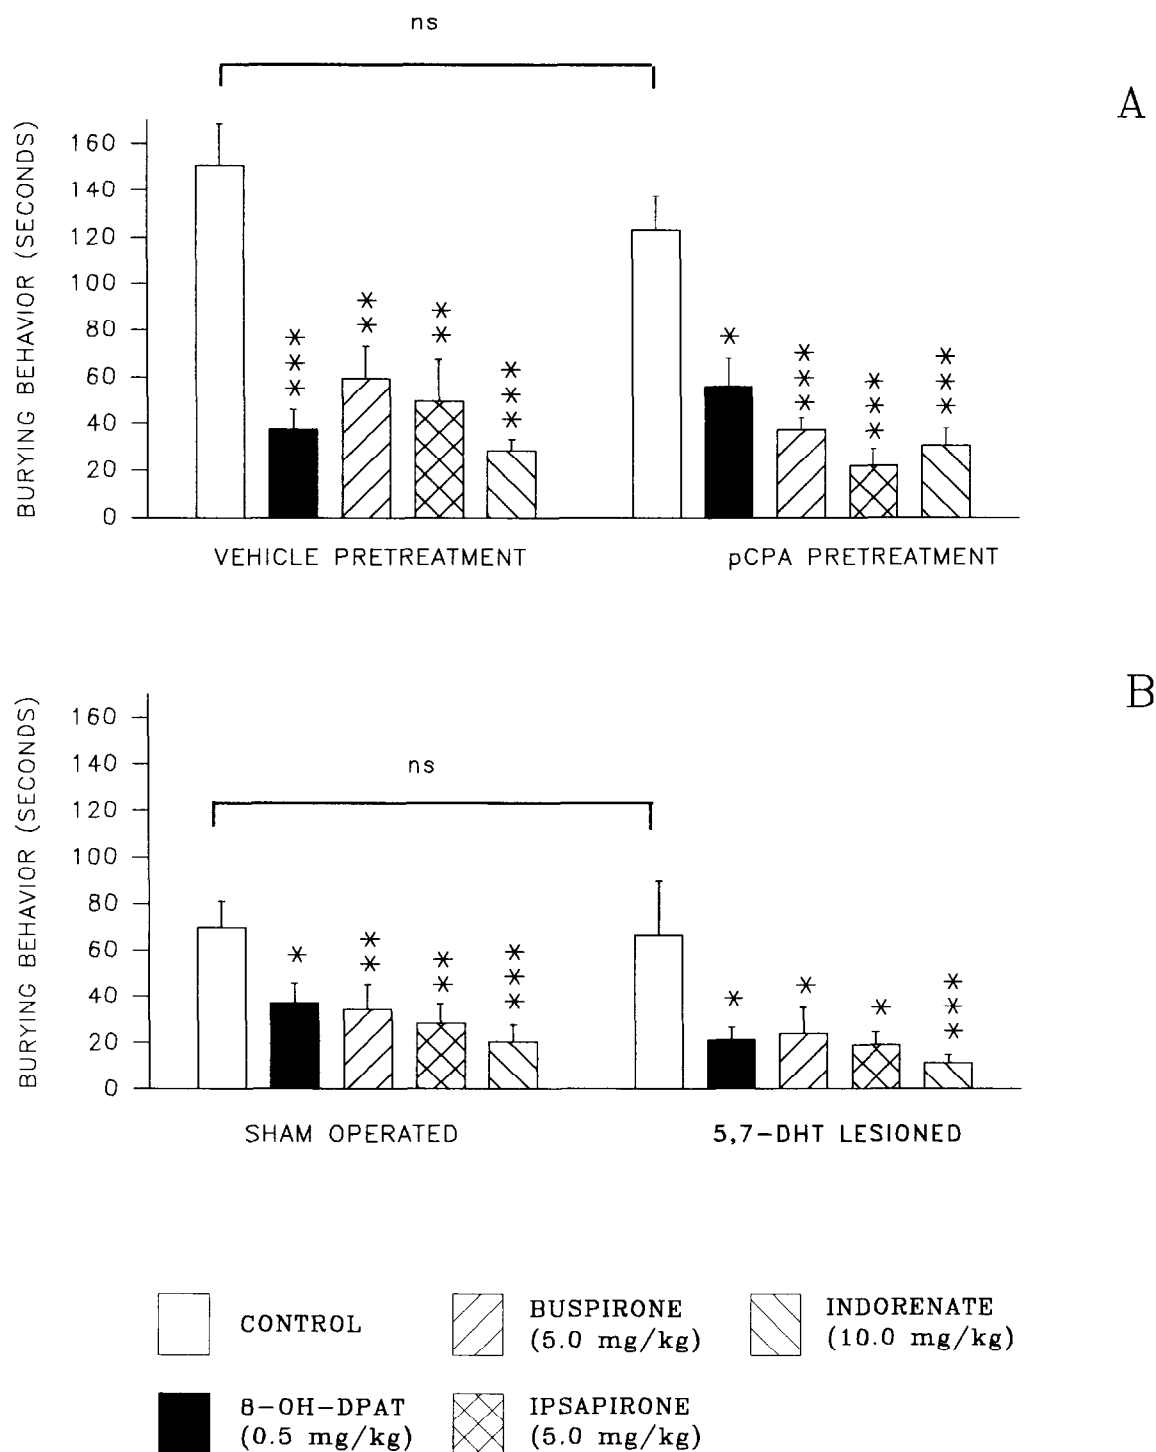 ns
A
BURYING BEHAVIOR (SECONDS)
160
140
120
100
80
60
40
20
0
*** ** ** *** * *** *** ***
VEHICLE PRETREATMENT pCPA PRETREATMENT
B
BURYING BEHAVIOR (SECONDS)
160
140
120
100
80
60
40
20
0
ns
* ** ** *** * * * ***
SHAM OPERATED 5,7-DHT LESIONED
CONTROL
BUSPIRONE
(5.0 mg/kg)
INDORENATE
(10.0 mg/kg)
8-OH-DPAT
(0.5 mg/kg)
IPSAPIRONE
(5.0 mg/kg)